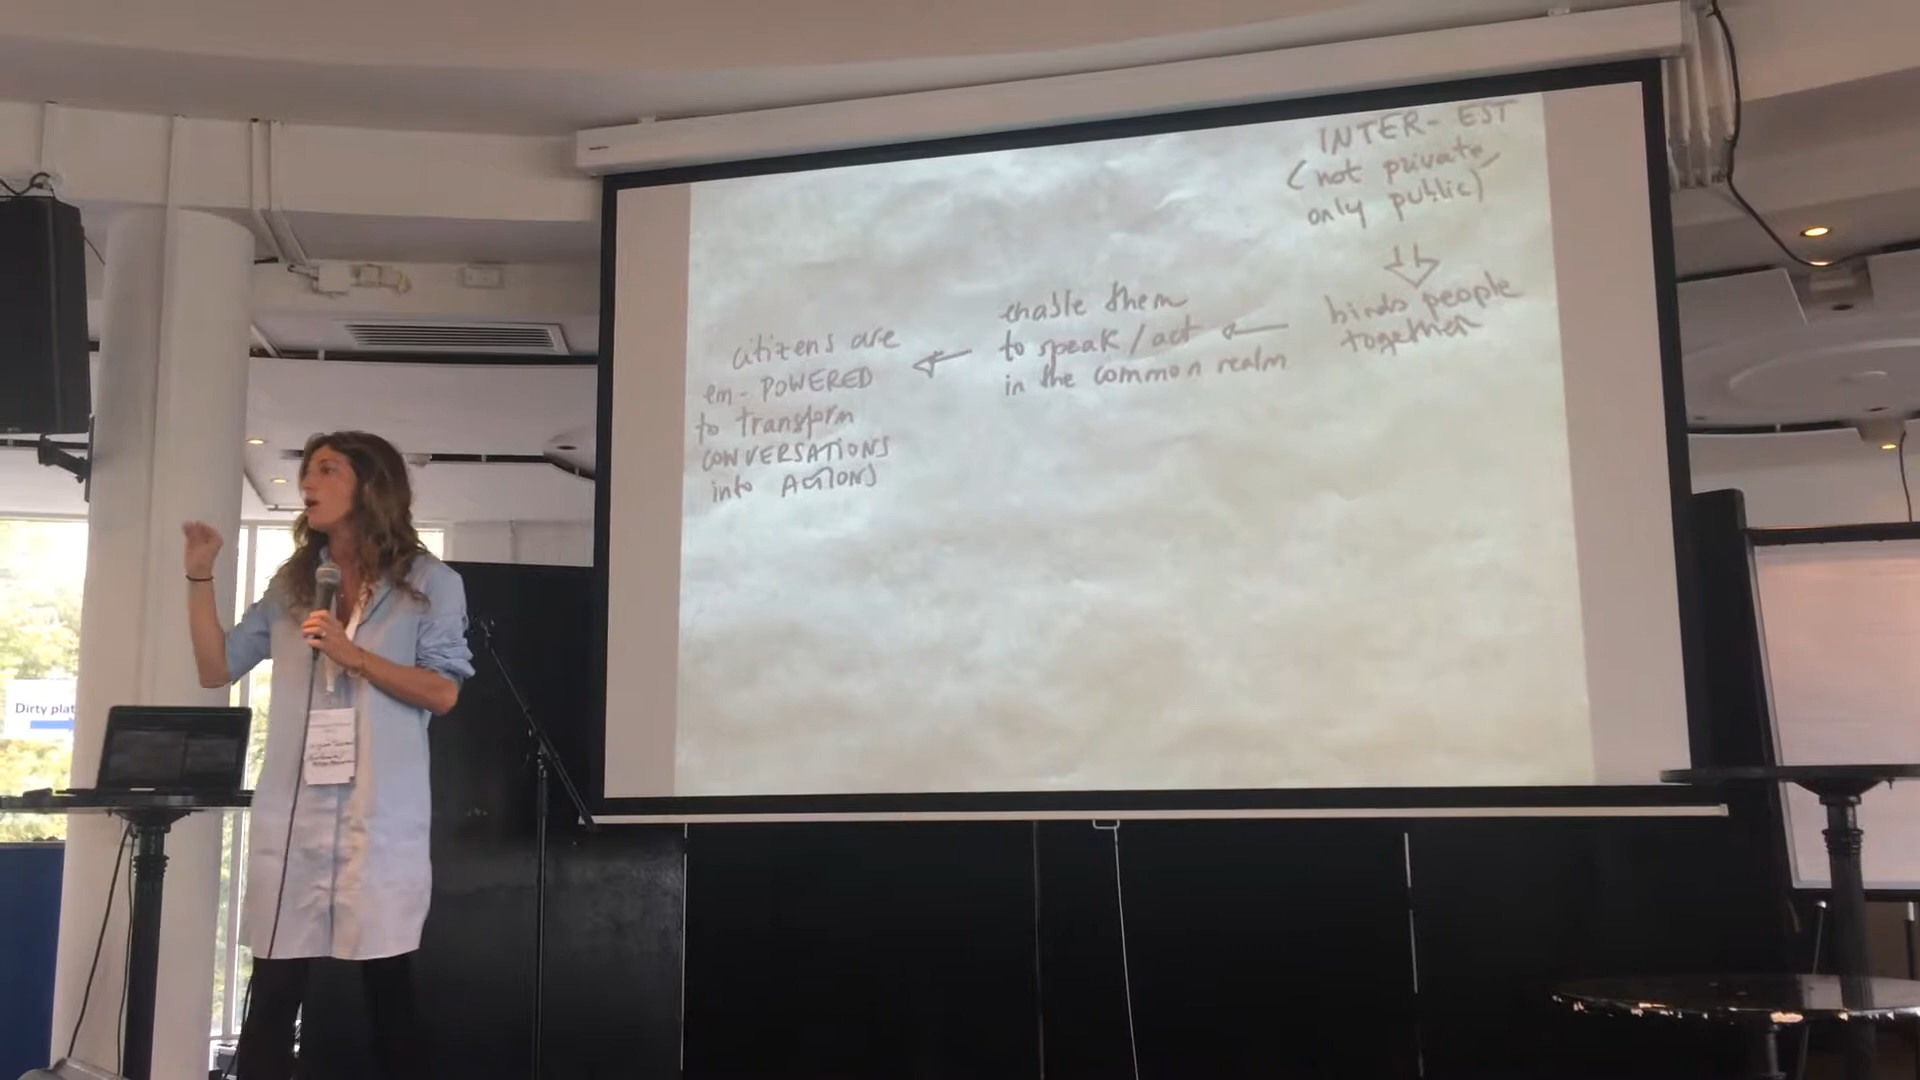 INTER-EST
(not private,
only public)
binds people
together
enable them
to speak/act
in the common realm
citizens are
em-POWERED
to transform
CONVERSATIONS
into ACTIONS
Dirty plat